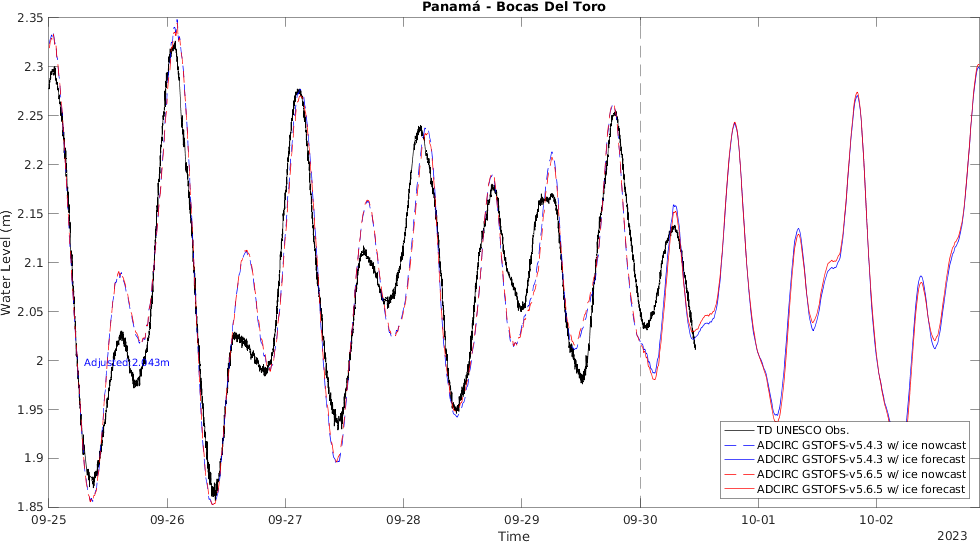 Panamá - Bocas Del Toro
Water Level (m)
2.35
2.3
2.25
2.2
2.15
2.1
2.05
2
1.95
1.9
1.85
Adjusted 2.043m
TD UNESCO Obs.
ADCIRC GSTOFS-v5.4.3 w/ ice nowcast
ADCIRC GSTOFS-v5.4.3 w/ ice forecast
ADCIRC GSTOFS-v5.6.5 w/ ice nowcast
ADCIRC GSTOFS-v5.6.5 w/ ice forecast
09-25 09-26 09-27 09-28 09-29 09-30 10-01 10-02
Time
2023